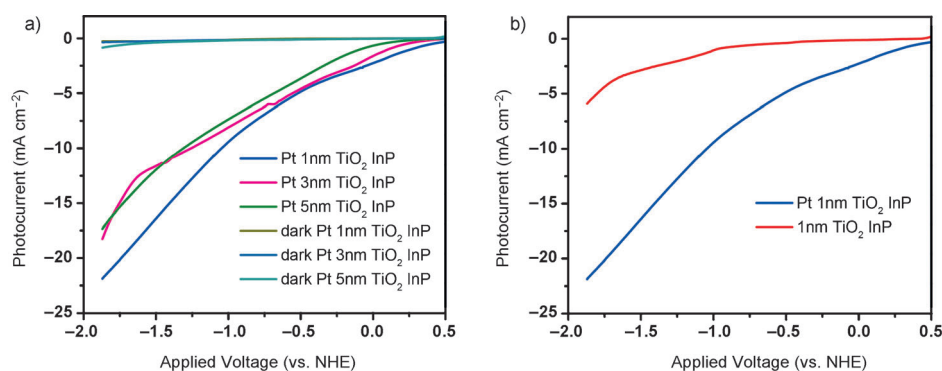 a)
Photocurrent (mA cm⁻²)
0
−5
−10
−15
−20
−25
Pt 1nm TiO₂ InP
Pt 3nm TiO₂ InP
Pt 5nm TiO₂ InP
dark Pt 1nm TiO₂ InP
dark Pt 3nm TiO₂ InP
dark Pt 5nm TiO₂ InP
−2.0 −1.5 −1.0 −0.5 0.0 0.5
Applied Voltage (vs. NHE)
b)
Photocurrent (mA cm⁻²)
0
−5
−10
−15
−20
−25
Pt 1nm TiO₂ InP
1nm TiO₂ InP
−2.0 −1.5 −1.0 −0.5 0.0 0.5
Applied Voltage (vs. NHE)